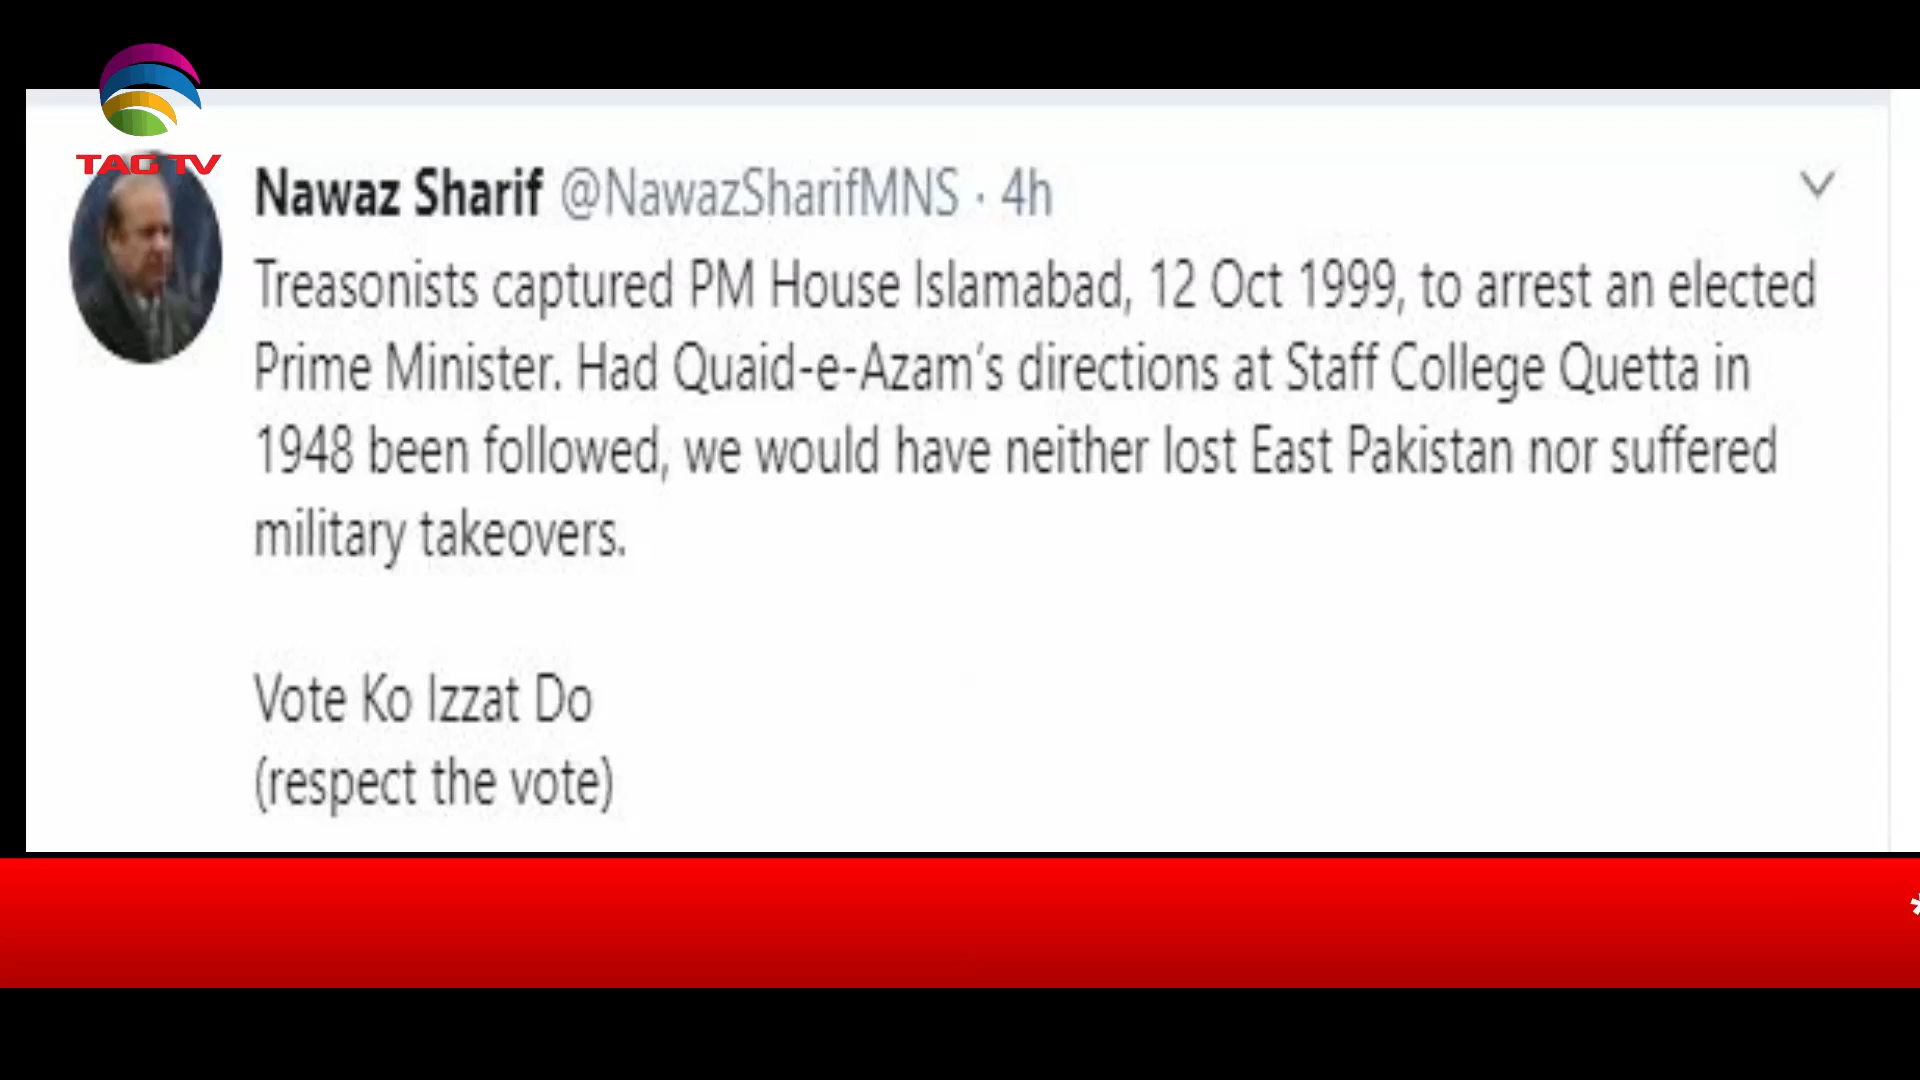 TAG TV
Nawaz Sharif @NawazSharifMNS · 4h
Treasonists captured PM House Islamabad, 12 Oct 1999, to arrest an elected
Prime Minister. Had Quaid-e-Azam's directions at Staff College Quetta in
1948 been followed, we would have neither lost East Pakistan nor suffered
military takeovers.
Vote Ko Izzat Do
(respect the vote)